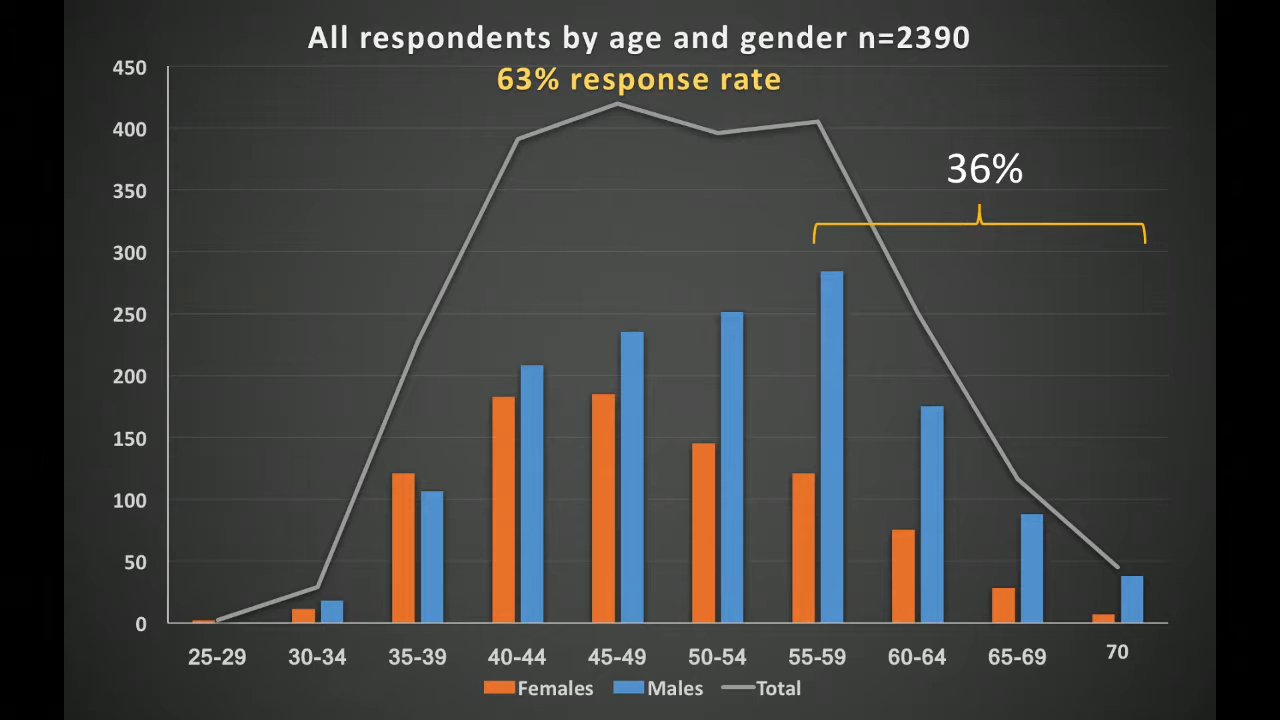 All respondents by age and gender n=2390
63% response rate
450
400
350
300
250
200
150
100
50
0
36%
25-29 30-34 35-39 40-44 45-49 50-54 55-59 60-64 65-69 70
Females Males Total